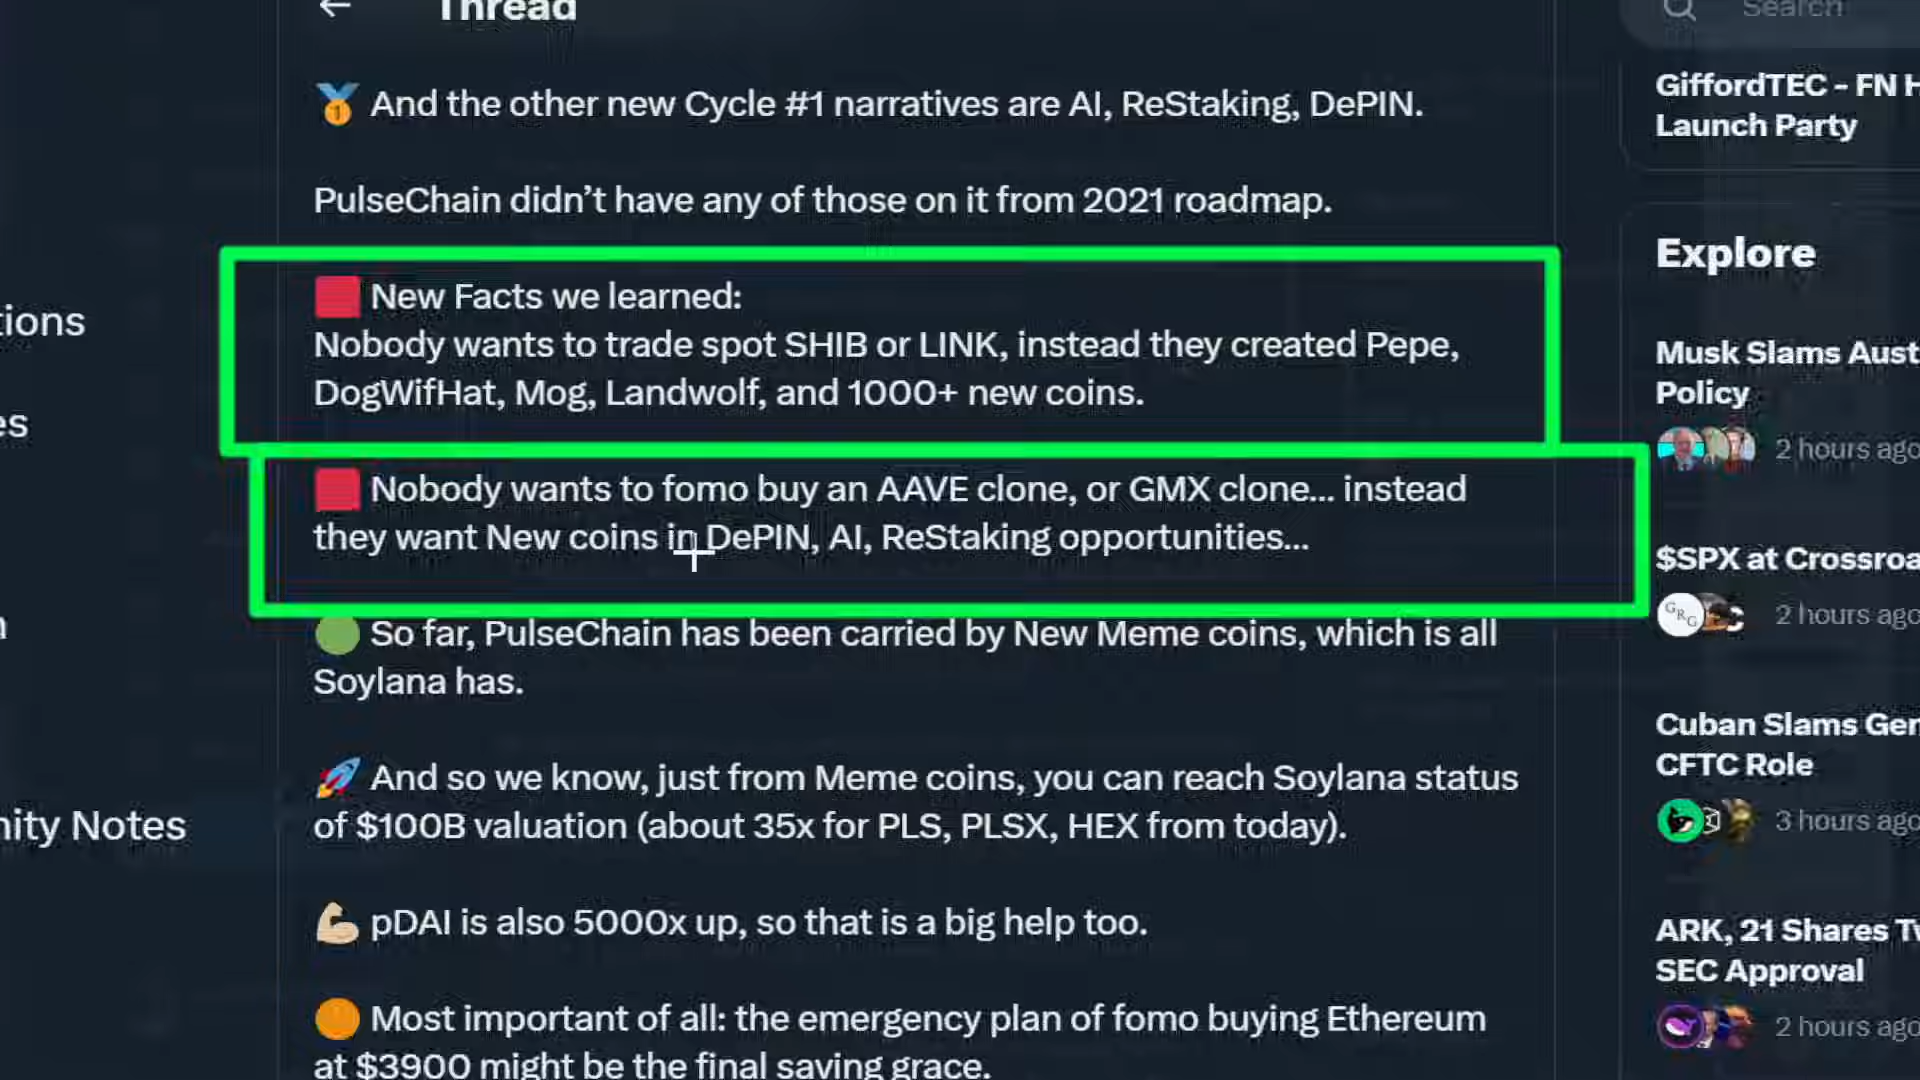 Thread
And the other new Cycle #1 narratives are AI, ReStaking, DePIN.
PulseChain didn’t have any of those on it from 2021 roadmap.
New Facts we learned:
Nobody wants to trade spot SHIB or LINK, instead they created Pepe,
DogWifHat, Mog, Landwolf, and 1000+ new coins.
Nobody wants to fomo buy an AAVE clone, or GMX clone... instead
they want New coins in DePIN, AI, ReStaking opportunities...
So far, PulseChain has been carried by New Meme coins, which is all
Soylana has.
And so we know, just from Meme coins, you can reach Soylana status
of $100B valuation (about 35x for PLS, PLSX, HEX from today).
pDAI is also 5000x up, so that is a big help too.
Most important of all: the emergency plan of fomo buying Ethereum
at $3900 might be the final saving grace.
tions
es
nity Notes
Search
GiffordTEC - FN H
Launch Party
Explore
Musk Slams Aust
Policy
2 hours ago
$SPX at Crossroa
GRG
2 hours ago
Cuban Slams Gen
CFTC Role
3 hours ago
ARK, 21 Shares Tw
SEC Approval
2 hours ago